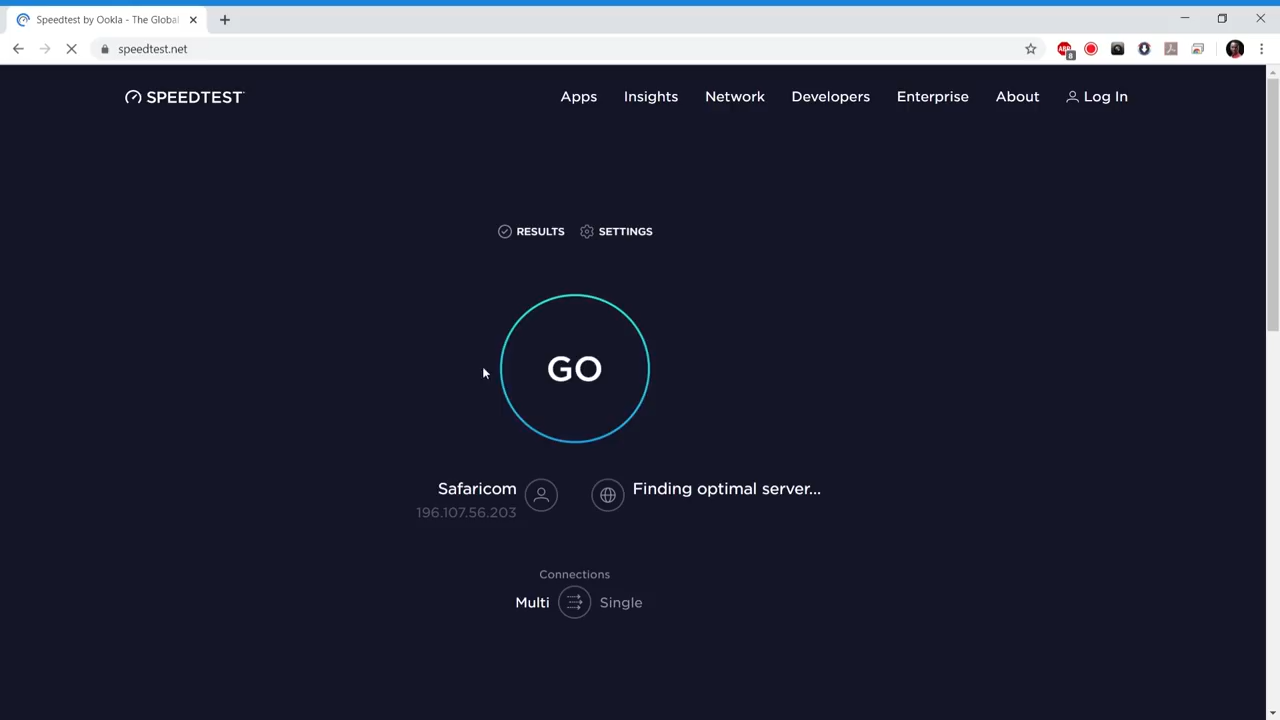 Speedtest by Ookla - The Global
speedtest.net
8
SPEEDTEST
Apps
Insights
Network
Developers
Enterprise
About
Log In
RESULTS
SETTINGS
GO
Safaricom
Finding optimal server...
196.107.56.203
Connections
Multi
Single